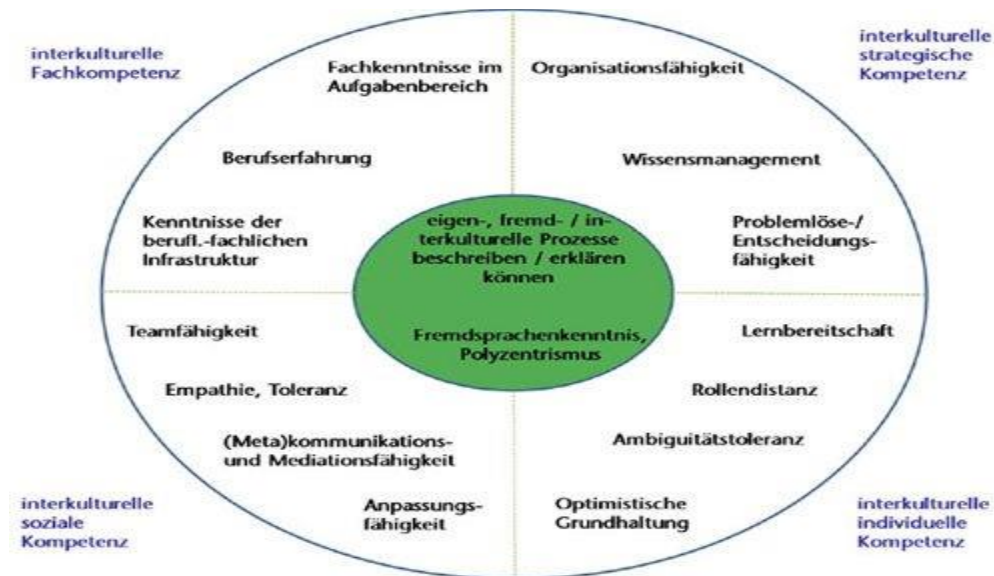 interkulturelle
Fachkompetenz
Fachkenntnisse im
Aufgabenbereich
Berufserfahrung
Kenntnisse der
berufl.-fachlichen
Infrastruktur
interkulturelle
strategische
Kompetenz
Organisationsfähigkeit
Wissensmanagement
Problemlöse-/
Entscheidungs-
fähigkeit
eigen-, fremd- / in-
terkulturelle Prozesse
beschreiben / erklären
können
Fremdsprachenkenntnis,
Polyzentrismus
Teamfähigkeit
Empathie, Toleranz
(Meta)kommunikations-
und Mediationsfähigkeit
Anpassungs-
fähigkeit
interkulturelle
soziale
Kompetenz
Lernbereitschaft
Rollendistanz
Ambiguitätstoleranz
Optimistische
Grundhaltung
interkulturelle
individuelle
Kompetenz